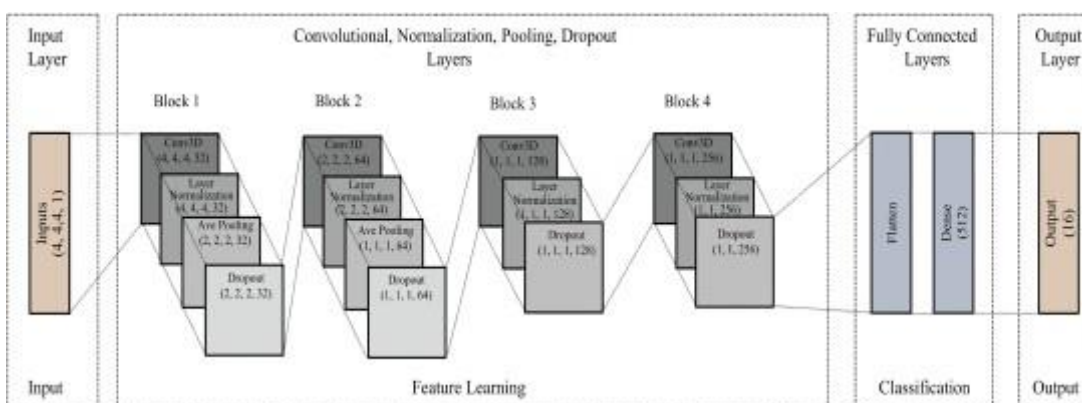 Input
Layer
Convolutional, Normalization, Pooling, Dropout
Layers
Fully Connected
Layers
Output
Layer
Block 1
Block 2
Block 3
Block 4
Inputs
(4, 4,4, 1)
Conv3D
(4, 4, 4, 32)
Layer
Normalization
(4, 4, 4, 32)
Ave Pooling
(2, 2, 2, 32)
Dropout
(2, 2, 2, 32)
Conv3D
(2, 2, 2, 64)
Layer
Normalization
(2, 2, 2, 64)
Ave Pooling
(1, 1, 1, 64)
Dropout
(1, 1, 1, 64)
Conv3D
(1, 1, 1, 128)
Layer
Normalization
Dropout
(1, 1, 1, 128)
Conv3D
(1, 1, 1, 256)
Layer
Normalization
(1, 1, 256)
Dropout
(1, 1, 256)
Flatten
Dense
(512)
Output
(16)
Input
Feature Learning
Classification
Output